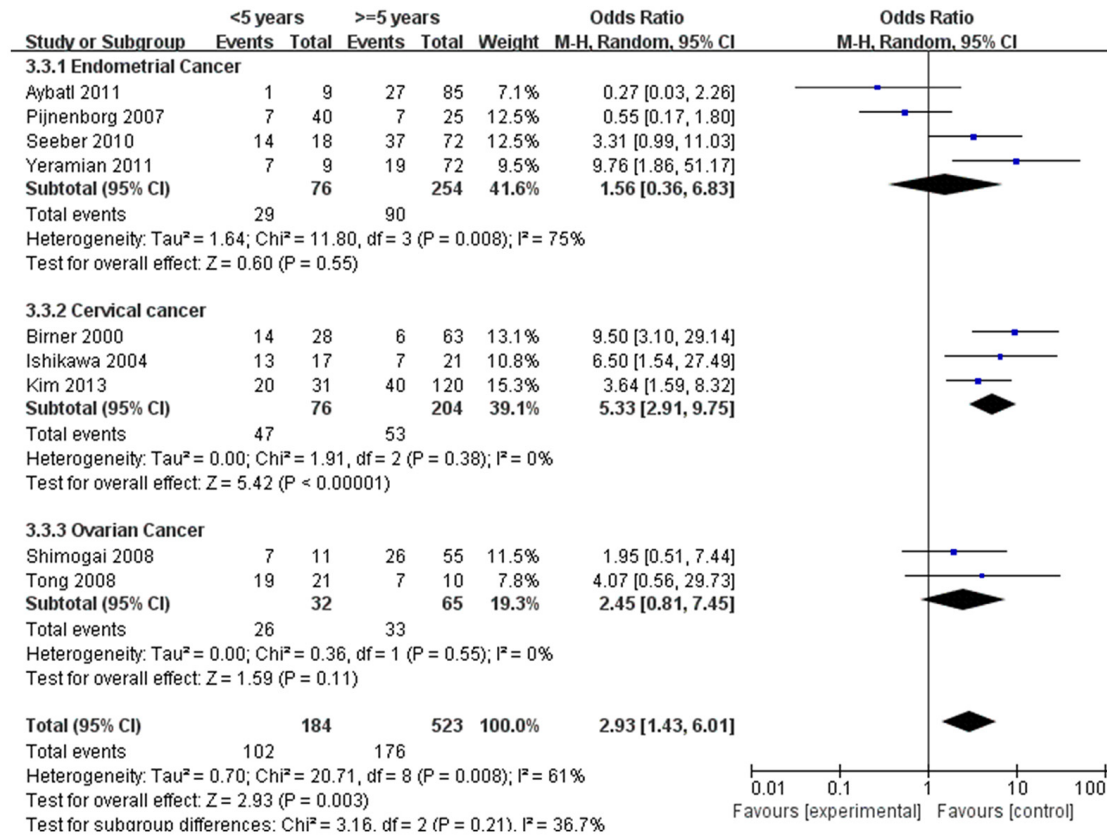 <5 years >=5 years Odds Ratio Odds Ratio
Study or Subgroup Events Total Events Total Weight M-H, Random, 95% CI M-H, Random, 95% CI
3.3.1 Endometrial Cancer
Aybatl 2011 1 9 27 85 7.1% 0.27 [0.03, 2.26]
Pijnenborg 2007 7 40 7 25 12.5% 0.55 [0.17, 1.80]
Seeber 2010 14 18 37 72 12.5% 3.31 [0.99, 11.03]
Yeramian 2011 7 9 19 72 9.5% 9.76 [1.86, 51.17]
Subtotal (95% CI) 76 254 41.6% 1.56 [0.36, 6.83]
Total events 29 90
Heterogeneity: Tau² = 1.64; Chi² = 11.80, df = 3 (P = 0.008); I² = 75%
Test for overall effect: Z = 0.60 (P = 0.55)
3.3.2 Cervical cancer
Birner 2000 14 28 6 63 13.1% 9.50 [3.10, 29.14]
Ishikawa 2004 13 17 7 21 10.8% 6.50 [1.54, 27.49]
Kim 2013 20 31 40 120 15.3% 3.64 [1.59, 8.32]
Subtotal (95% CI) 76 204 39.1% 5.33 [2.91, 9.75]
Total events 47 53
Heterogeneity: Tau² = 0.00; Chi² = 1.91, df = 2 (P = 0.38); I² = 0%
Test for overall effect: Z = 5.42 (P < 0.00001)
3.3.3 Ovarian Cancer
Shimogai 2008 7 11 26 55 11.5% 1.95 [0.51, 7.44]
Tong 2008 19 21 7 10 7.8% 4.07 [0.56, 29.73]
Subtotal (95% CI) 32 65 19.3% 2.45 [0.81, 7.45]
Total events 26 33
Heterogeneity: Tau² = 0.00; Chi² = 0.36, df = 1 (P = 0.55); I² = 0%
Test for overall effect: Z = 1.59 (P = 0.11)
Total (95% CI) 184 523 100.0% 2.93 [1.43, 6.01]
Total events 102 176
Heterogeneity: Tau² = 0.70; Chi² = 20.71, df = 8 (P = 0.008); I² = 61%
Test for overall effect: Z = 2.93 (P = 0.003)
Test for subgroup differences: Chi² = 3.16, df = 2 (P = 0.21), I² = 36.7%
0.01 0.1 1 10 100
Favours [experimental] Favours [control]